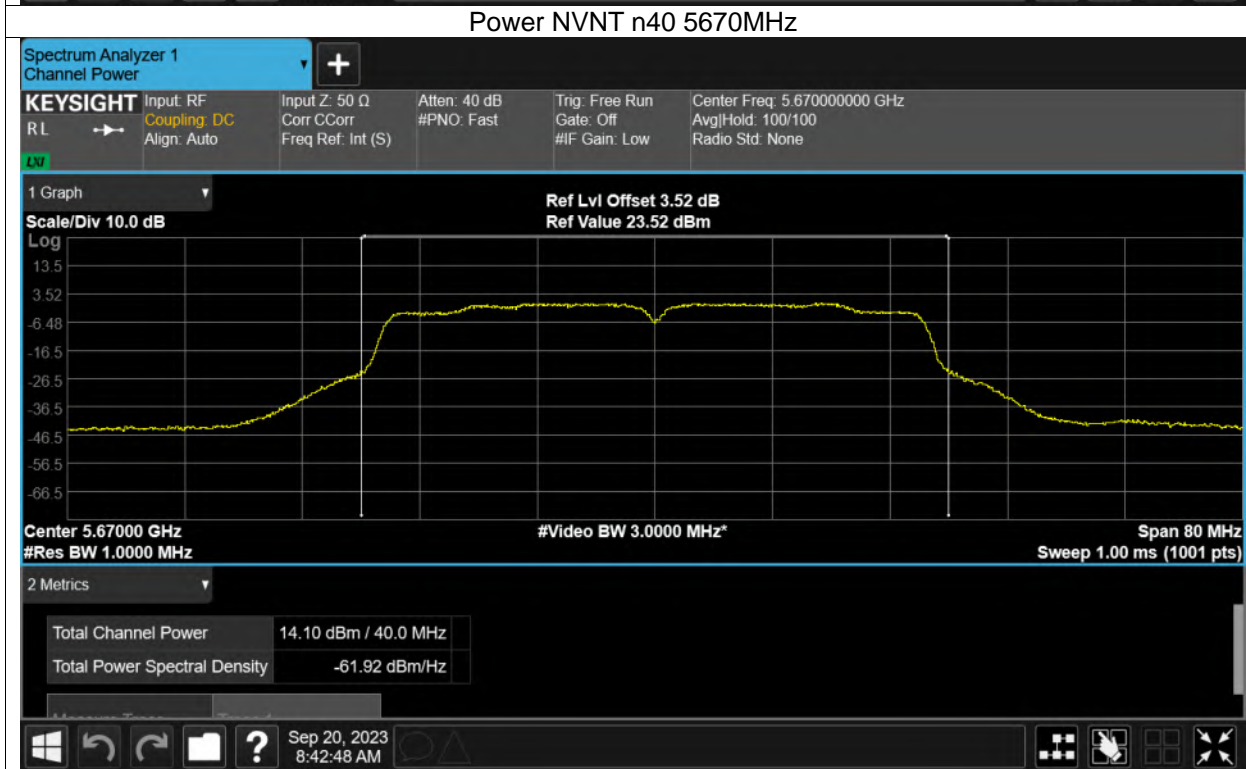 Power NVNT n40 5670MHz
Spectrum Analyzer 1
Channel Power
KEYSIGHT
RL
LXI
Input: RF
Coupling: DC
Align: Auto
Input Z: 50 Ω
Corr CCorr
Freq Ref: Int (S)
Atten: 40 dB
#PNO: Fast
Trig: Free Run
Gate: Off
#IF Gain: Low
Center Freq: 5.670000000 GHz
Avg|Hold: 100/100
Radio Std: None
1 Graph
Scale/Div 10.0 dB
Ref Lvl Offset 3.52 dB
Ref Value 23.52 dBm
Log
13.5
3.52
-6.48
-16.5
-26.5
-36.5
-46.5
-56.5
-66.5
Center 5.67000 GHz
#Res BW 1.0000 MHz
#Video BW 3.0000 MHz*
Span 80 MHz
Sweep 1.00 ms (1001 pts)
2 Metrics
Total Channel Power 14.10 dBm / 40.0 MHz
Total Power Spectral Density -61.92 dBm/Hz
?
Sep 20, 2023
8:42:48 AM